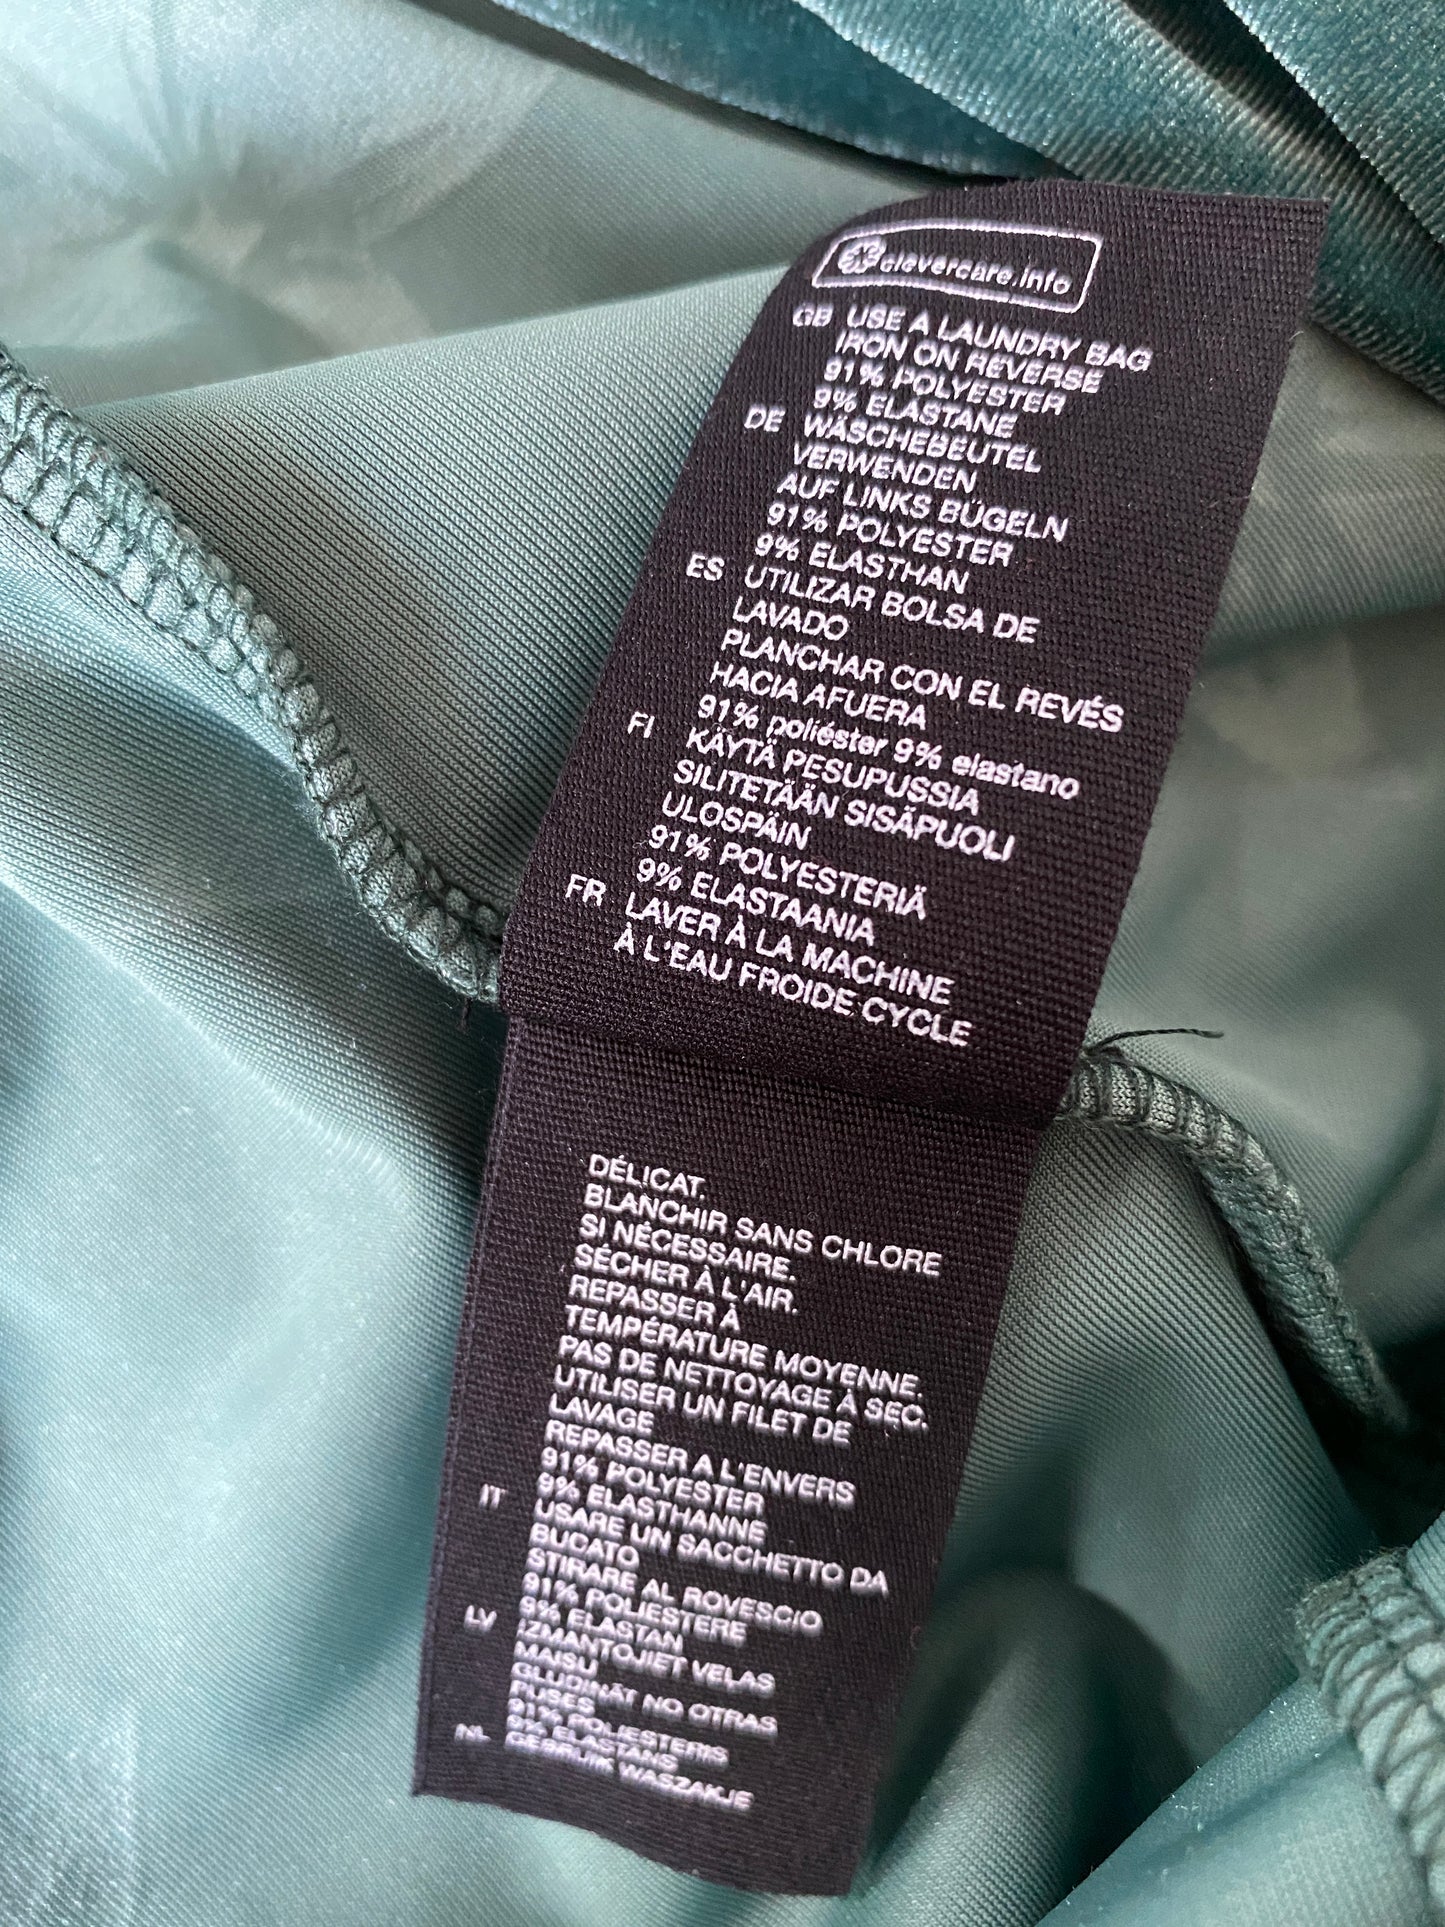 clevercare.info
GB USE A LAUNDRY BAG
IRON ON REVERSE
91% POLYESTER
9% ELASTANE
DE WÄSCHEBEUTEL
VERWENDEN
AUF LINKS BÜGELN
91% POLYESTER
9% ELASTHAN
ES UTILIZAR BOLSA DE
LAVADO
PLANCHAR CON EL REVÉS
HACIA AFUERA
91% poliéster 9% elastano
FI KÄYTÄ PESUPUSSIA
SILITETÄÄN SISÄPUOLI
ULOSPÄIN
91% POLYESTERIÄ
9% ELASTAANIA
FR LAVER À LA MACHINE
À L'EAU FROIDE CYCLE
DÉLICAT.
BLANCHIR SANS CHLORE
SI NÉCESSAIRE.
SÉCHER À L'AIR.
REPASSER À
TEMPÉRATURE MOYENNE.
PAS DE NETTOYAGE À SEC.
UTILISER UN FILET DE
LAVAGE
REPASSER A L'ENVERS
91% POLYESTER
9% ELASTHANNE
IT USARE UN SACCHETTO DA
BUCATO
STIRARE AL ROVESCIO
91% POLIESTERE
9% ELASTAN
LV IZMANTOJIET VELAS
MAISU
GLUDINĀT NO OTRAS
PUSES
91% POLIESTERIS
9% ELASTANS
NL GEBRUIK WASZAKJE